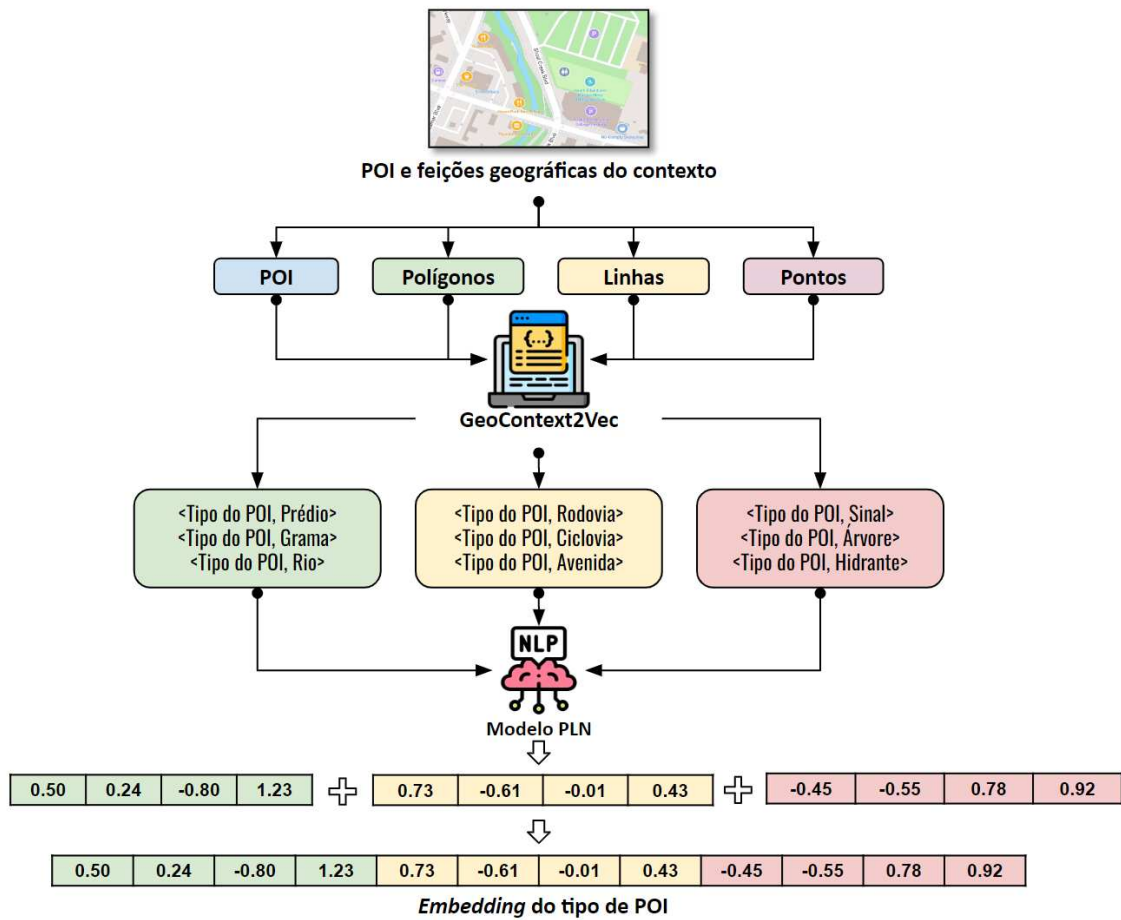 POI e feições geográficas do contexto
POI
Polígonos
Linhas
Pontos
{...}
GeoContext2Vec
<Tipo do POI, Prédio>
<Tipo do POI, Grama>
<Tipo do POI, Rio>
<Tipo do POI, Rodovia>
<Tipo do POI, Ciclovia>
<Tipo do POI, Avenida>
<Tipo do POI, Sinal>
<Tipo do POI, Árvore>
<Tipo do POI, Hidrante>
NLP
Modelo PLN
0.50 0.24 -0.80 1.23 0.73 -0.61 -0.01 0.43 -0.45 -0.55 0.78 0.92
0.50 0.24 -0.80 1.23 0.73 -0.61 -0.01 0.43 -0.45 -0.55 0.78 0.92
Embedding do tipo de POI